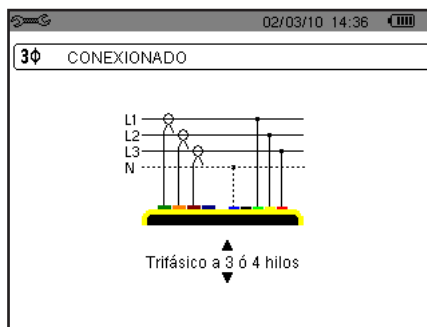 02/03/10 14:36
3Φ CONEXIONADO
L1
L2
L3
N
Trifásico a 3 ó 4 hilos